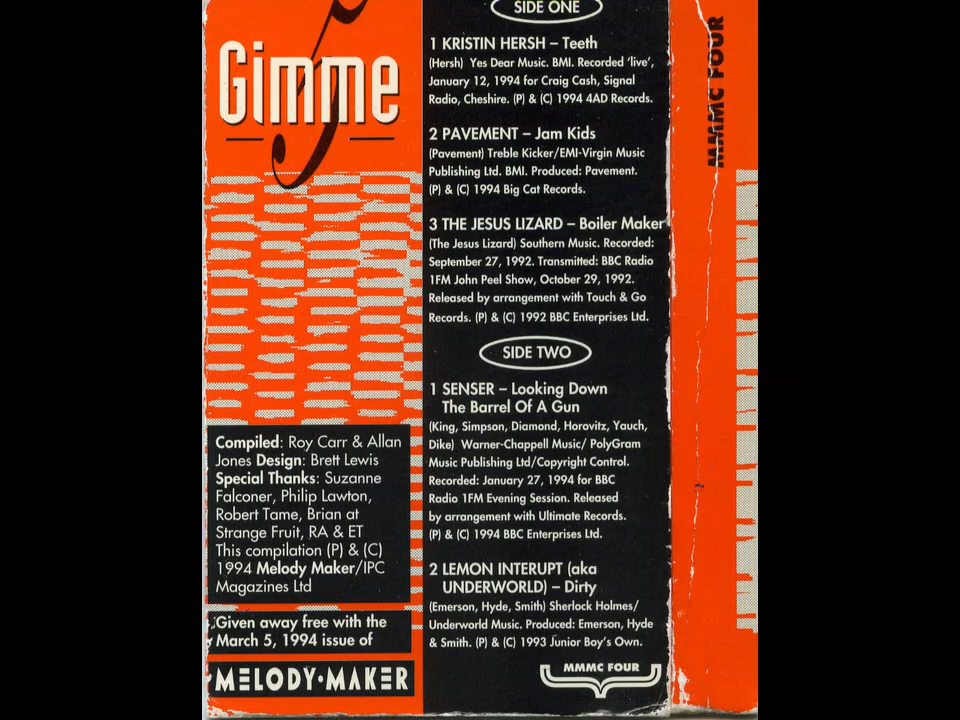 Gimme
5
Compiled: Roy Carr & Allan
Jones Design: Brett Lewis
Special Thanks: Suzanne
Falconer, Philip Lawton,
Robert Tame, Brian at
Strange Fruit, RA & ET
This compilation (P) & (C)
1994 Melody Maker/IPC
Magazines Ltd
Given away free with the
March 5, 1994 issue of
MELODY·MAKER
SIDE ONE
1 KRISTIN HERSH – Teeth
(Hersh) Yes Dear Music. BMI. Recorded 'live',
January 12, 1994 for Craig Cash, Signal
Radio, Cheshire. (P) & (C) 1994 4AD Records.
2 PAVEMENT – Jam Kids
(Pavement) Treble Kicker/EMI-Virgin Music
Publishing Ltd. BMI. Produced: Pavement.
(P) & (C) 1994 Big Cat Records.
3 THE JESUS LIZARD – Boiler Maker
(The Jesus Lizard) Southern Music. Recorded:
September 27, 1992. Transmitted: BBC Radio
1FM John Peel Show, October 29, 1992.
Released by arrangement with Touch & Go
Records. (P) & (C) 1992 BBC Enterprises Ltd.
SIDE TWO
1 SENSER – Looking Down
The Barrel Of A Gun
(King, Simpson, Diamond, Horovitz, Yauch,
Dike) Warner-Chappell Music/ PolyGram
Music Publishing Ltd/Copyright Control.
Recorded: January 27, 1994 for BBC
Radio 1FM Evening Session. Released
by arrangement with Ultimate Records.
(P) & (C) 1994 BBC Enterprises Ltd.
2 LEMON INTERUPT (aka
UNDERWORLD) – Dirty
(Emerson, Hyde, Smith) Sherlock Holmes/
Underworld Music. Produced: Emerson, Hyde
& Smith. (P) & (C) 1993 Junior Boy's Own.
MMMC FOUR
MMMC FOUR